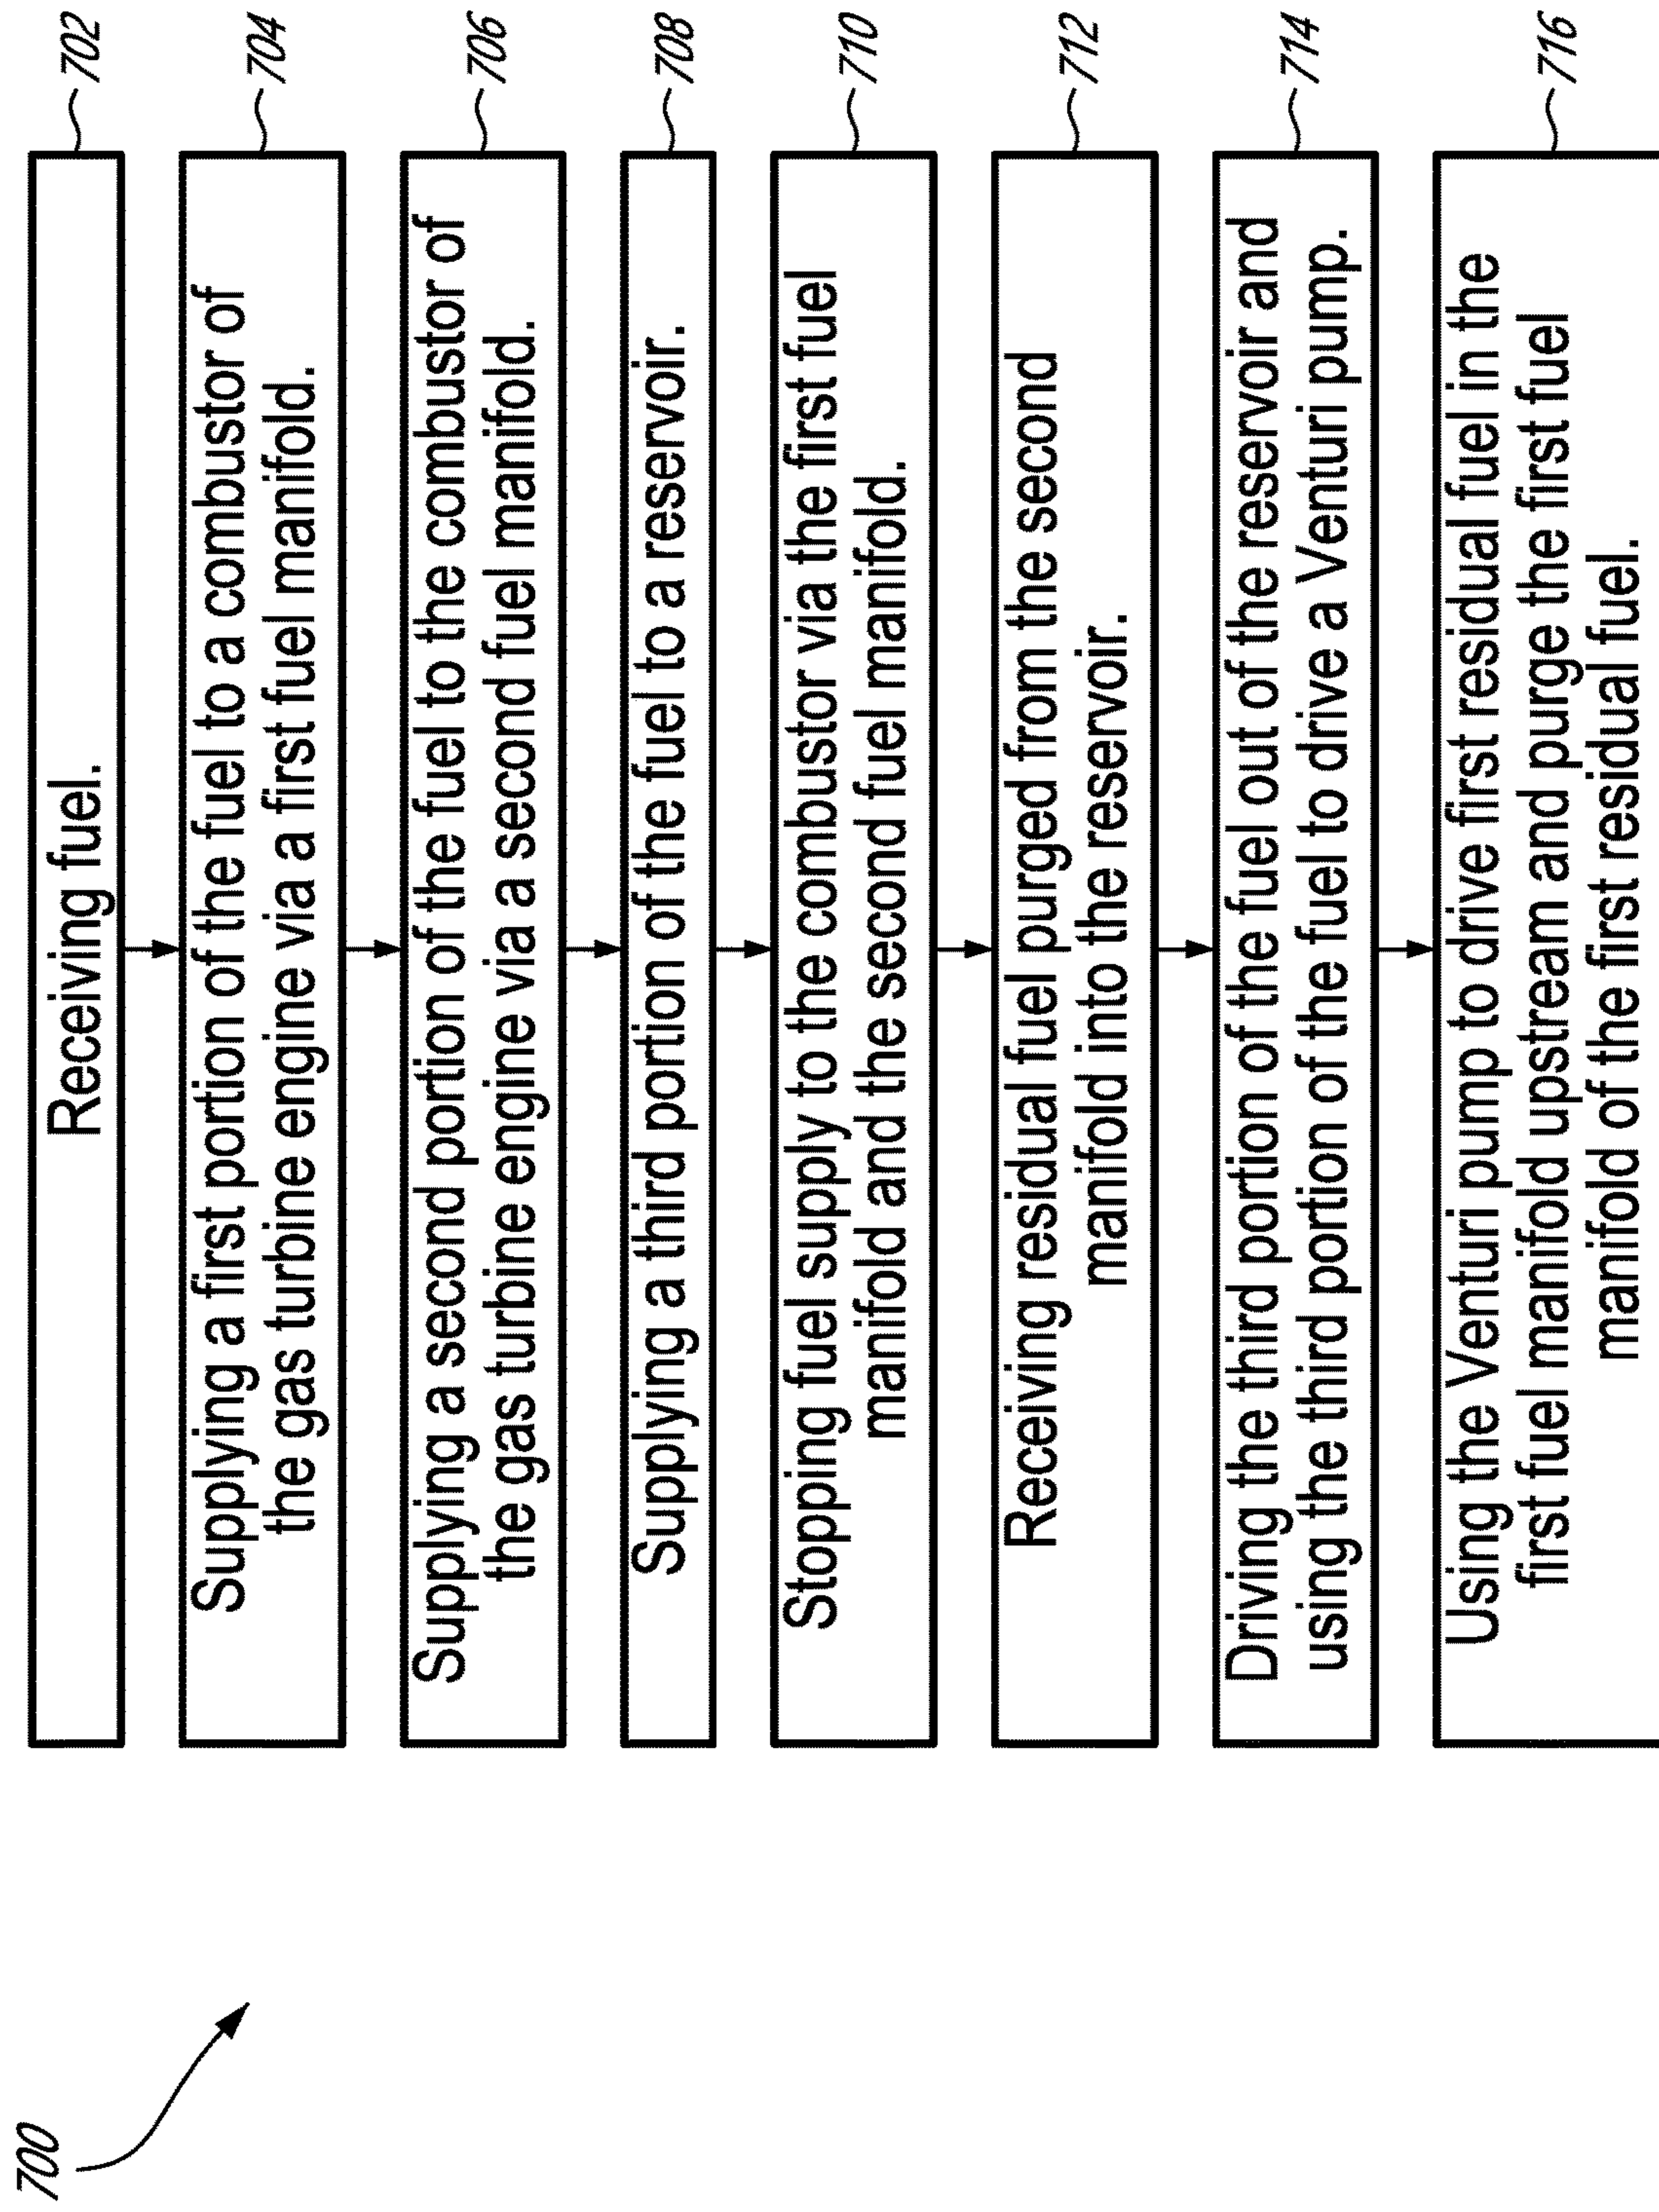 700
Receiving fuel.
702
Supplying a first portion of the fuel to a combustor of
the gas turbine engine via a first fuel manifold.
704
Supplying a second portion of the fuel to the combustor of
the gas turbine engine via a second fuel manifold.
706
Supplying a third portion of the fuel to a reservoir.
708
Stopping fuel supply to the combustor via the first fuel
manifold and the second fuel manifold.
710
Receiving residual fuel purged from the second
manifold into the reservoir.
712
Driving the third portion of the fuel out of the reservoir and
using the third portion of the fuel to drive a Venturi pump.
714
Using the Venturi pump to drive first residual fuel in the
first fuel manifold upstream and purge the first fuel
manifold of the first residual fuel.
716